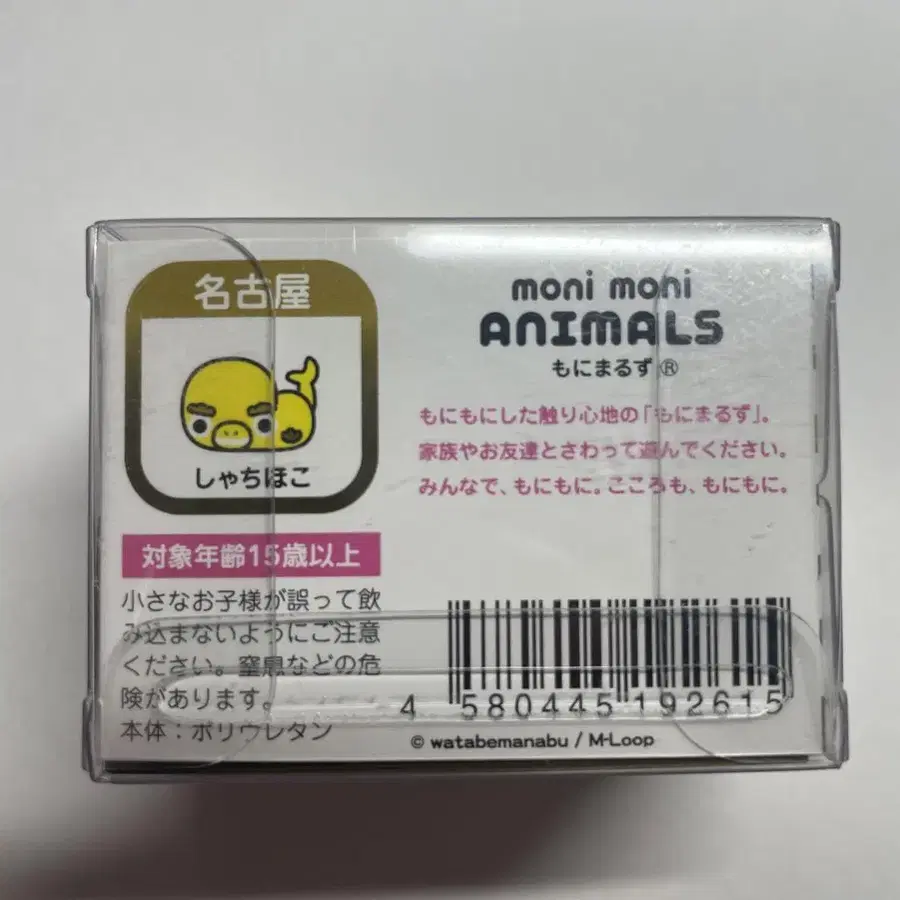 名古屋
しゃちほこ
対象年齢15歳以上
小さなお子様が誤って飲
み込まないようにご注意
ください。窒息などの危
険があります。
本体：ポリウレタン
moni moni
ANIMALS
もにまるず®
もにもにした触り心地の「もにまるず」。
家族やお友達とさわって遊んでください。
みんなで、もにもに。こころも、もにもに。
4 580445 192615
© watabemanabu / M-Loop